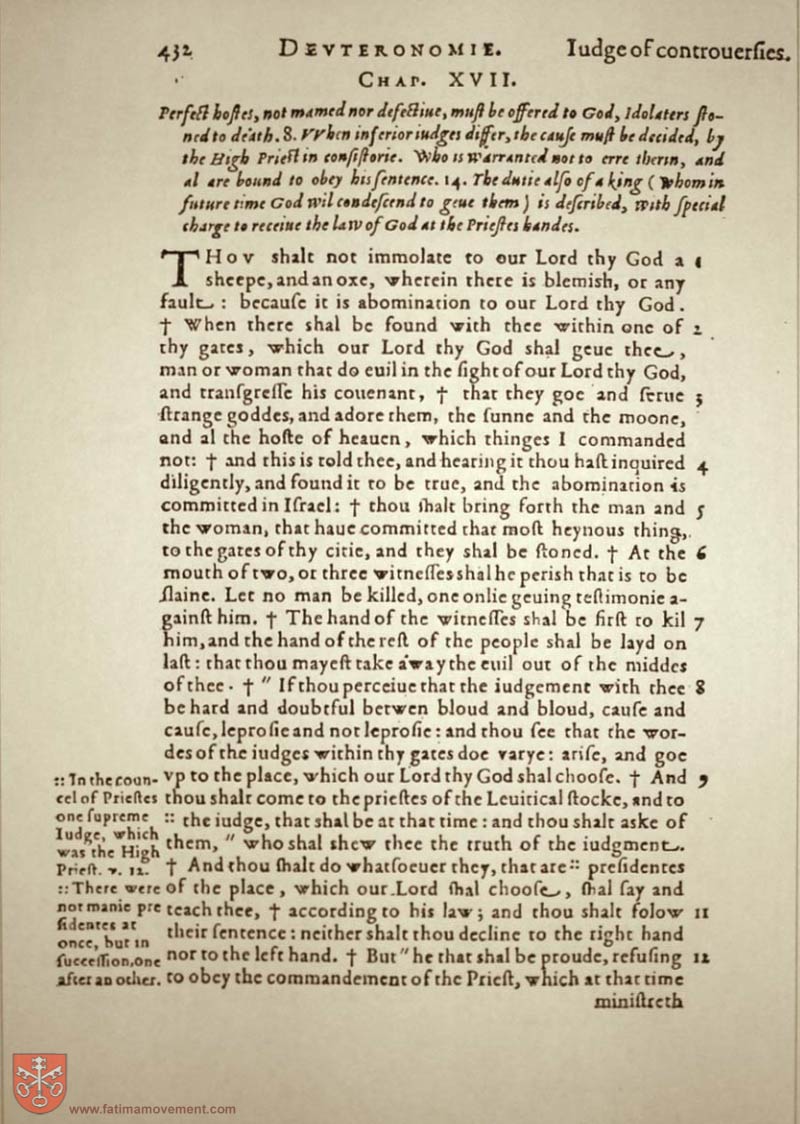 432 DEVTERONOMIE. Iudge of controuerſies.
CHAP. XVII.
Perfect hoſtes, not mamed nor defectiue, muſt be offered to God, Idolaters ſto-
ned to death. 8. VVhen inferior iudges differ, the cauſe muſt be decided, by
the High Prieſt in conſiſtorie. Who is warranted not to erre therin, and
al are bound to obey his ſentence. 14. The dutie alſo of a king (Whom in
future time God wil condeſcend to geue them) is deſcribed, with ſpecial
charge to receiue the law of God at the Prieſtes handes.
THOV shalt not immolate to our Lord thy God a 1
sheepe, and an oxe, wherein there is blemish, or any
fault: becauſe it is abomination to our Lord thy God.
† When there shal be found with thee within one of 2
thy gates, which our Lord thy God shal geue thee,
man or woman that do euil in the ſight of our Lord thy God,
and tranſgreſſe his couenant, † that they goe and ſerue 3
ſtrange goddes, and adore them, the ſunne and the moone,
and al the hoſte of heauen, which thinges I commanded
not: † and this is told thee, and hearing it thou haſt inquired 4
diligently, and found it to be true, and the abomination is
committed in Iſrael: † thou ſhalt bring forth the man and 5
the woman, that haue committed that moſt heynous thing,
to the gates of thy citie, and they shal be ſtoned. † At the 6
mouth of two, or three witneſſes shal he perish that is to be
ſlaine. Let no man be killed, one onlie geuing teſtimonie a-
gainſt him. † The hand of the witneſſes shal be firſt to kil 7
him, and the hand of the reſt of the people shal be layd on
laſt: that thou mayeſt take away the euil out of the middes
of thee. † " If thou perceiue that the iudgement with thee 8
be hard and doubtful betwen bloud and bloud, cauſe and
cauſe, leproſie and not leproſie: and thou ſee that the wor-
des of the iudges within thy gates doe varye: ariſe, and goe
vp to the place, which our Lord thy God shal chooſe. † And 9
thou shalt come to the prieſtes of the Leuitical ſtocke, and to
:: the iudge, that shal be at that time: and thou shalt aske of
them, " who shal shew thee the truth of the iudgment.
† And thou ſhalt do whatſoeuer they, that are :: preſidentes
of the place, which our Lord ſhal chooſe, ſhal ſay and
teach thee, † according to his law; and thou shalt folow 11
their ſentence: neither shalt thou decline to the right hand
nor to the left hand. † But " he that shal be proude, refuſing 12
to obey the commandement of the Prieſt, which at that time
miniſtreth
:: In the coun-
cel of Prieſtes
one ſupreme
Iudge, which
was the High
Prieſt. v. 12.
:: There were
not manie pre
ſidentes at
once, but in
ſucceſſion, one
after an other.
www.fatimamovement.com